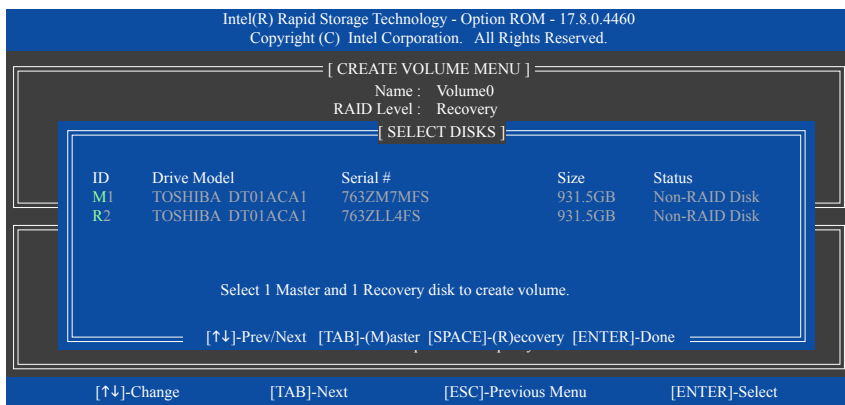 Intel(R) Rapid Storage Technology - Option ROM - 17.8.0.4460
Copyright (C) Intel Corporation. All Rights Reserved.
[ CREATE VOLUME MENU ]
Name : Volume0
RAID Level : Recovery
[ SELECT DISKS ]
ID Drive Model Serial # Size Status
M1 TOSHIBA DT01ACA1 763ZM7MFS 931.5GB Non-RAID Disk
R2 TOSHIBA DT01ACA1 763ZLL4FS 931.5GB Non-RAID Disk
Select 1 Master and 1 Recovery disk to create volume.
[↑↓]-Prev/Next [TAB]-(M)aster [SPACE]-(R)ecovery [ENTER]-Done
[↑↓]-Change [TAB]-Next [ESC]-Previous Menu [ENTER]-Select